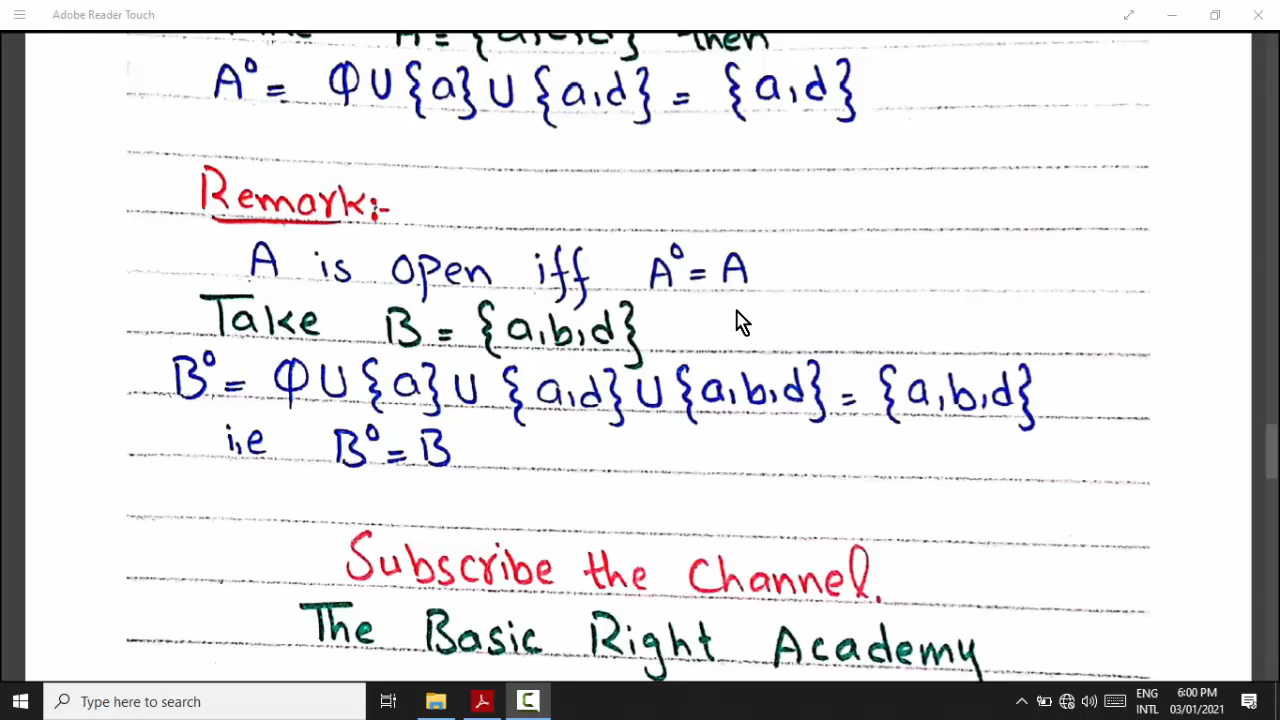 Adobe Reader Touch
Then
A° = Φ ∪ {a} ∪ {a,d} = {a,d}
Remark:-
A is open iff A° = A
Take B = {a,b,d}
B° = Φ ∪ {a} ∪ {a,d} ∪ {a,b,d} = {a,b,d}
i,e B° = B
Subscribe the Channel.
The Basic Right Academy
Type here to search
ENG
INTL
6:00 PM
03/01/2021